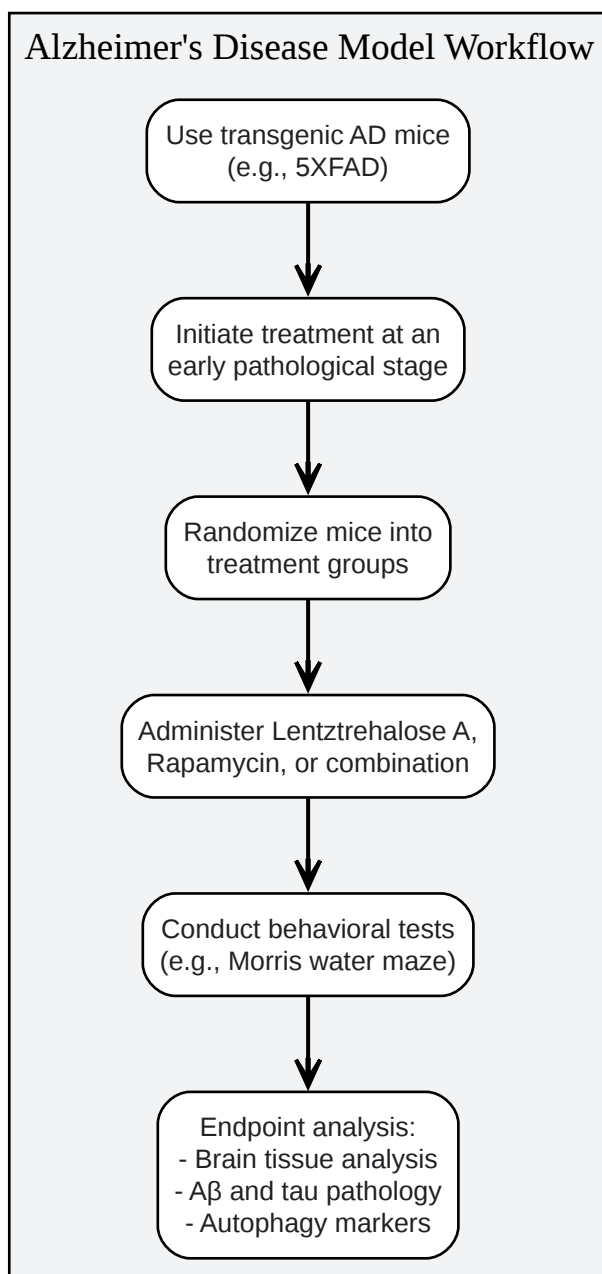 Alzheimer's Disease Model Workflow
Use transgenic AD mice
(e.g., 5XFAD)
Initiate treatment at an
early pathological stage
Randomize mice into
treatment groups
Administer Lentztrehalose A,
Rapamycin, or combination
Conduct behavioral tests
(e.g., Morris water maze)
Endpoint analysis:
- Brain tissue analysis
- Aβ and tau pathology
- Autophagy markers